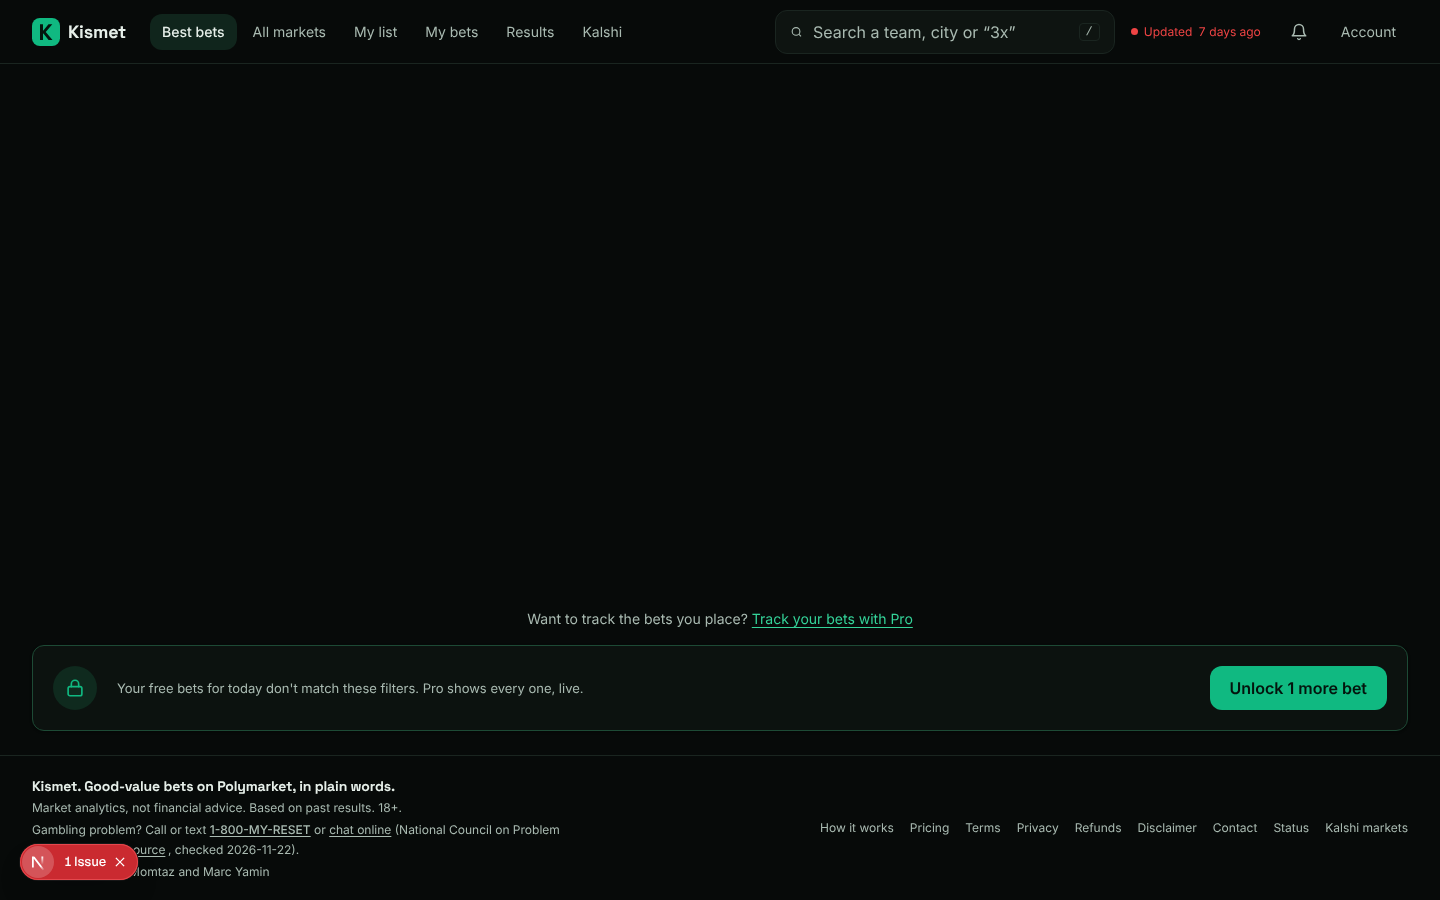 K Kismet Best bets All markets My list My bets Results Kalshi Search a team, city or “3x” / Updated 7 days ago Account
Want to track the bets you place? Track your bets with Pro
Your free bets for today don't match these filters. Pro shows every one, live. Unlock 1 more bet
Kismet. Good-value bets on Polymarket, in plain words.
Market analytics, not financial advice. Based on past results. 18+.
Gambling problem? Call or text 1-800-MY-RESET or chat online (National Council on Problem
How it works Pricing Terms Privacy Refunds Disclaimer Contact Status Kalshi markets
, checked 2026-11-22).
N 1 Issue
and Marc Yamin